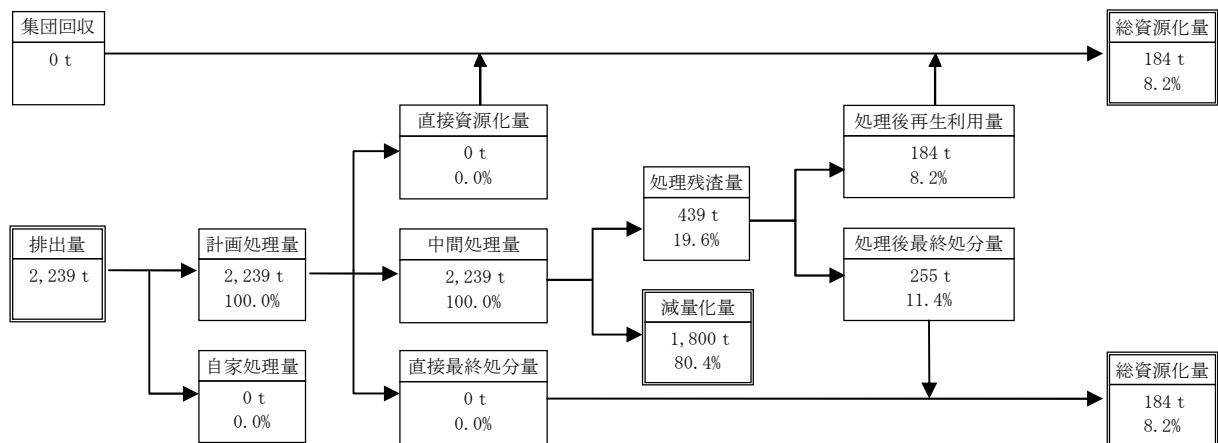 集団回収
0 t
総資源化量
184 t
8.2%
直接資源化量
0 t
0.0%
処理後再生利用量
184 t
8.2%
処理残渣量
439 t
19.6%
排出量
2,239 t
計画処理量
2,239 t
100.0%
中間処理量
2,239 t
100.0%
処理後最終処分量
255 t
11.4%
減量化量
1,800 t
80.4%
自家処理量
0 t
0.0%
直接最終処分量
0 t
0.0%
総資源化量
184 t
8.2%